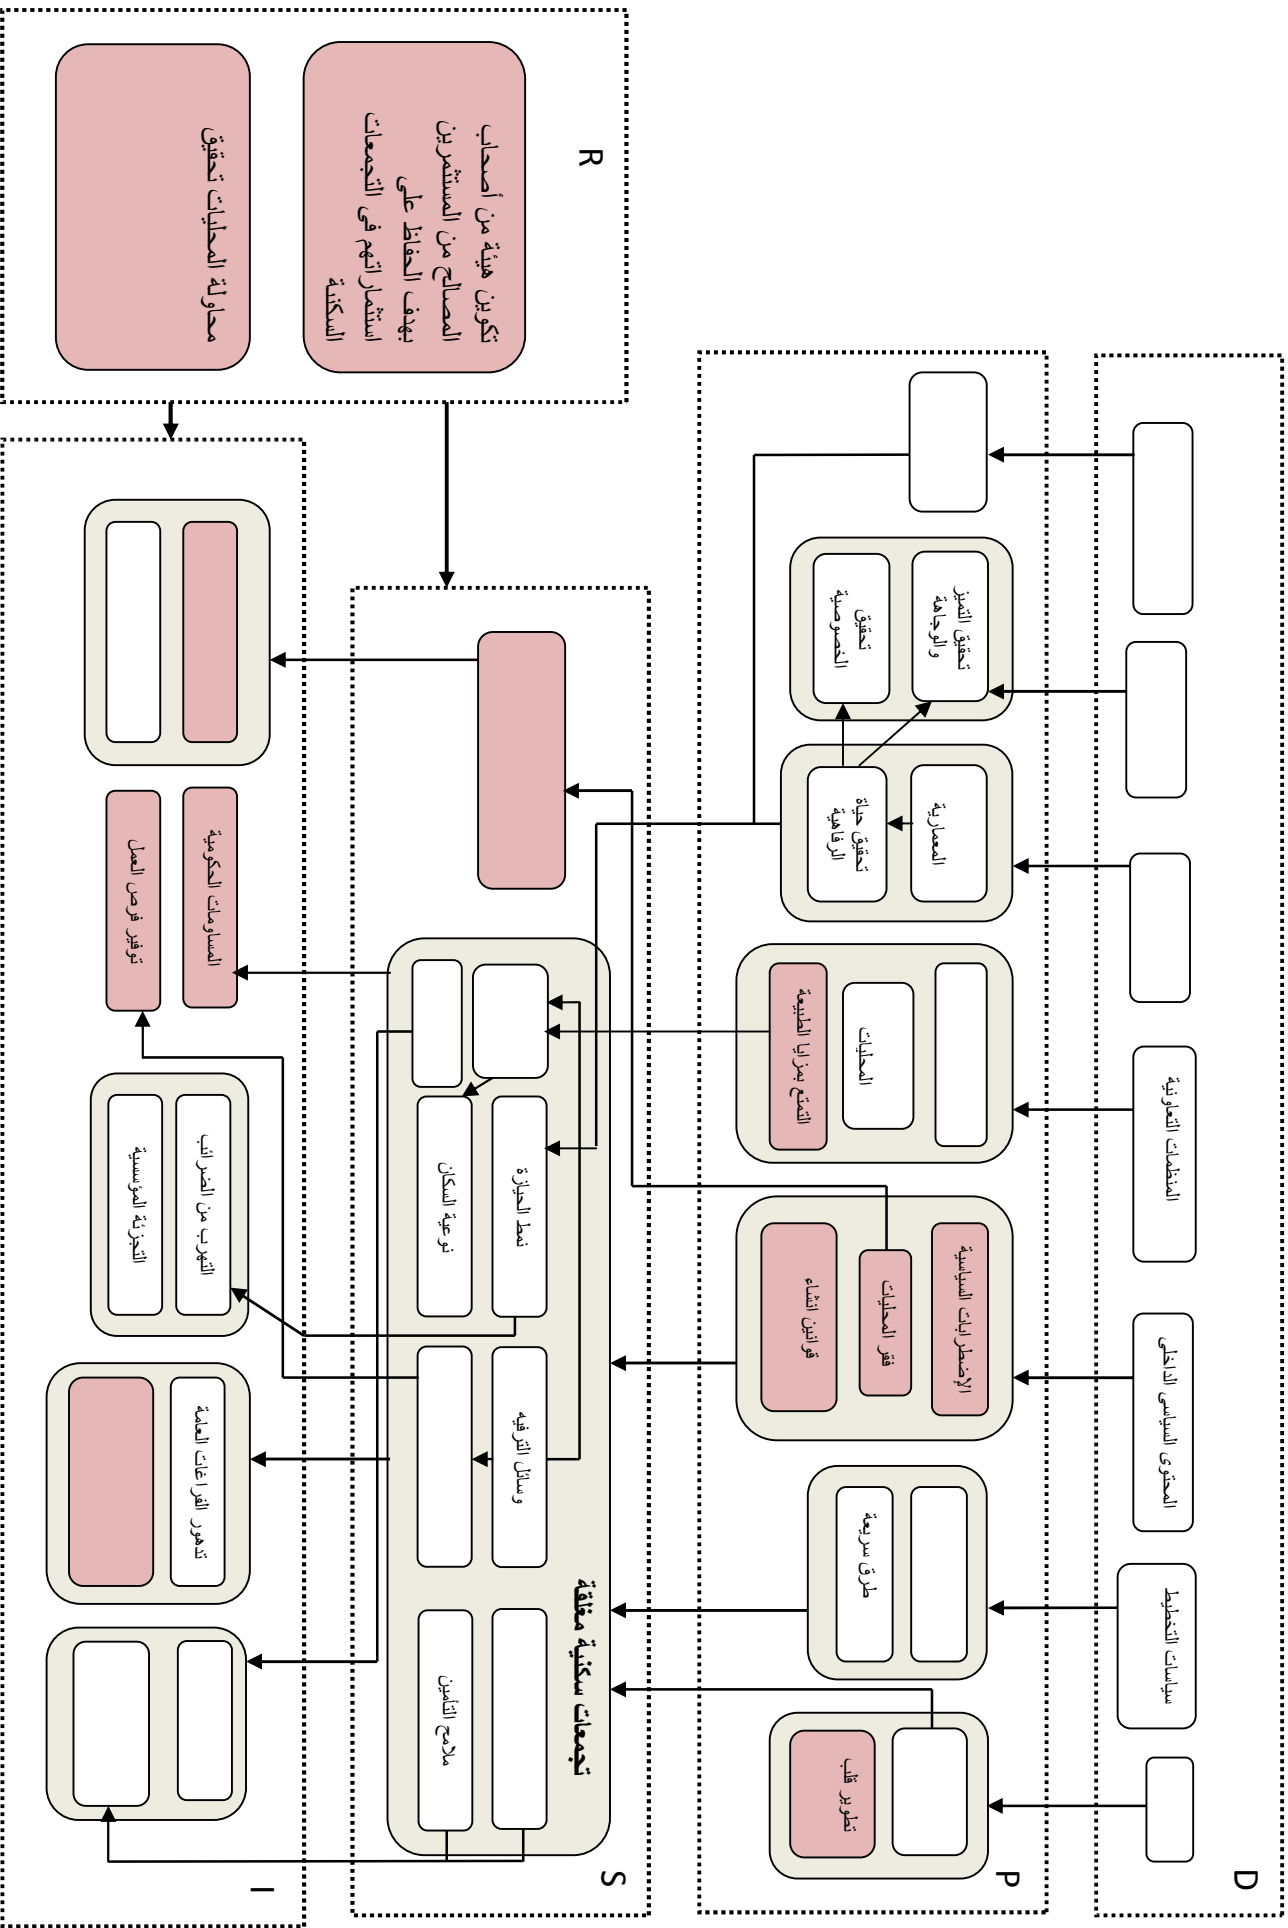 D
المنظمات التعاونية
المحتوى السياسى الداخلى
سياسات التخطيط
P
تحقيق التميز
والوجاهة
تحقيق
الخصوصية
المعمارية
تحقيق حياة
الرفاهية
المحليات
التمتع بمزايا الطبيعة
الإضطرابات السياسية
فقر المحليات
قوانين انشاء
طرق سريعة
تطوير قلب
S
تجمعات سكنية مغلقة
نمط الحيازة
نوعية السكان
وسائل الترفيه
ملامح التأمين
I
المساومات الحكومية
توفير فرص العمل
التهرب من الضرائب
التجزئة المؤسسية
تدهور الفراغات العامة
R
تكوين هيئة من أصحاب
المصالح من المستثمرين
بهدف الحفاظ على
استثماراتهم فى التجمعات
السكنية
محاولة المحليات تحقيق